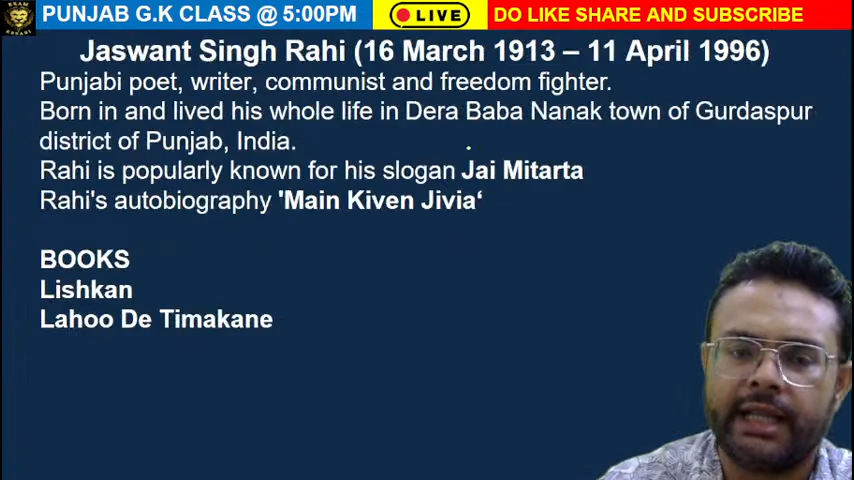 EXAM
KESARI
PUNJAB G.K CLASS @ 5:00PM
LIVE
DO LIKE SHARE AND SUBSCRIBE
Jaswant Singh Rahi (16 March 1913 – 11 April 1996)
Punjabi poet, writer, communist and freedom fighter.
Born in and lived his whole life in Dera Baba Nanak town of Gurdaspur
district of Punjab, India.
Rahi is popularly known for his slogan Jai Mitarta
Rahi's autobiography 'Main Kiven Jivia‘
BOOKS
Lishkan
Lahoo De Timakane